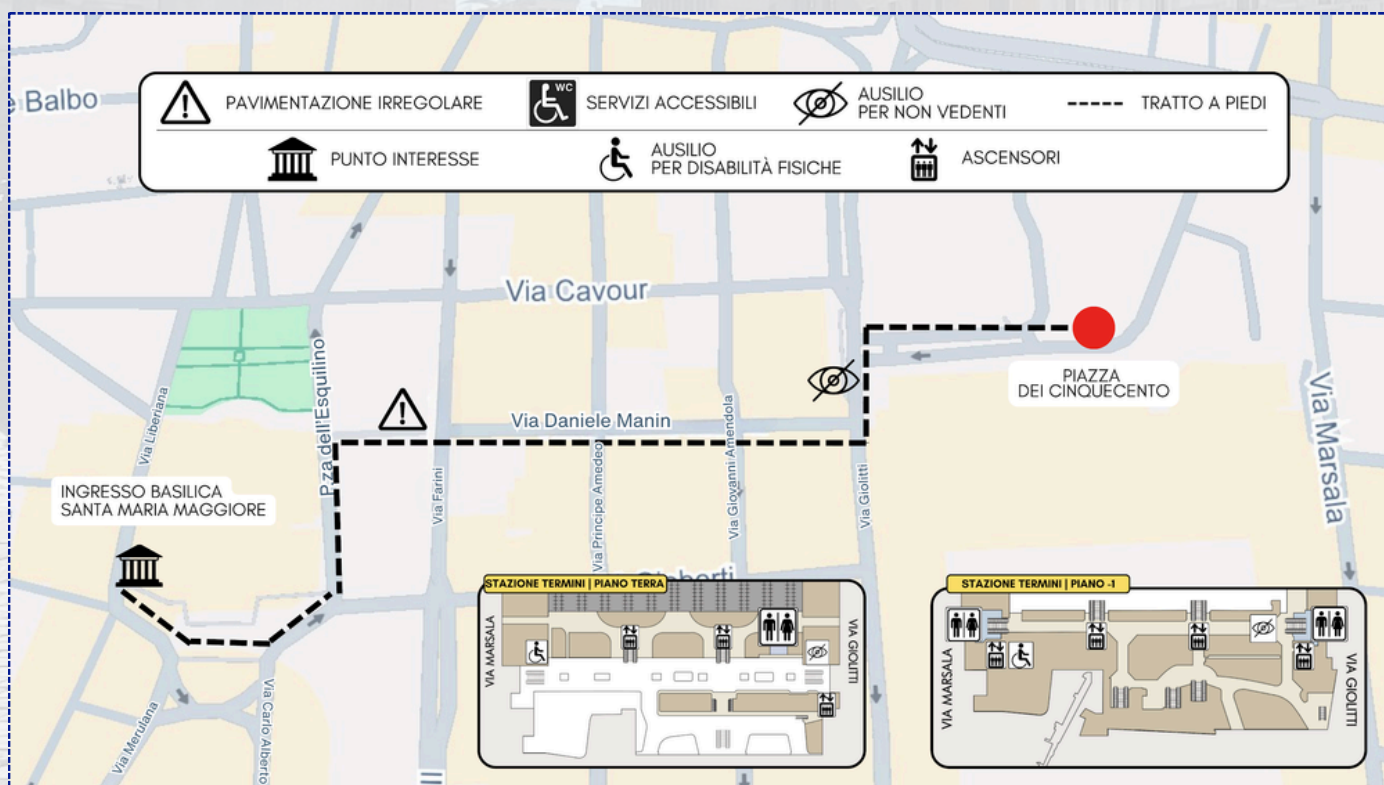 e Balbo
PAVIMENTAZIONE IRREGOLARE
WC
SERVIZI ACCESSIBILI
AUSILIO
PER NON VEDENTI
TRATTO A PIEDI
PUNTO INTERESSE
AUSILIO
PER DISABILITÀ FISICHE
ASCENSORI
Via Cavour
PIAZZA
DEI CINQUECENTO
Via Daniele Manin
P.za dell'Esquilino
Via Liberiana
Via Giovanni Amendola
Via Marsala
INGRESSO BASILICA
SANTA MARIA MAGGIORE
Via Farini
Via Principe Amedeo
Via Giolitti
STAZIONE TERMINI | PIANO TERRA
VIA MARSALA
VIA GIOLITTI
STAZIONE TERMINI | PIANO -1
VIA MARSALA
VIA GIOLITTI
Via Merulana
Via Carlo Alberto